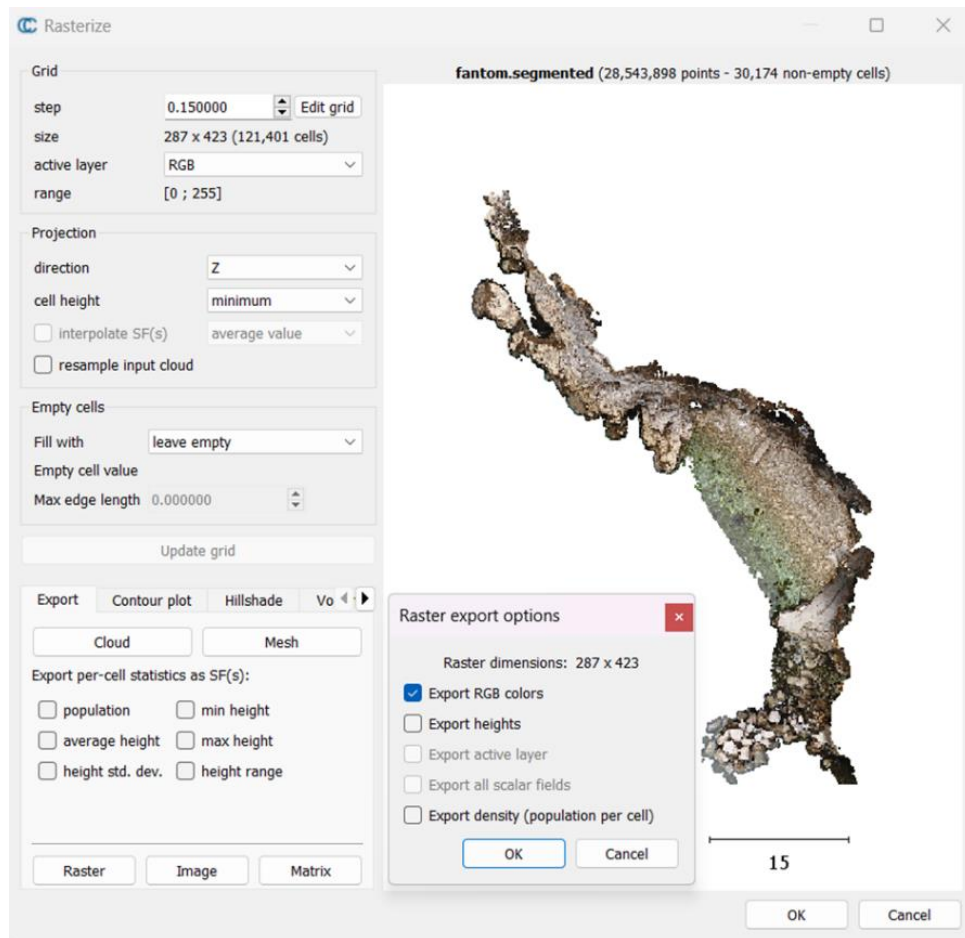 Rasterize
Grid
step 0.150000 Edit grid
size 287 x 423 (121,401 cells)
active layer RGB
range [0 ; 255]
Projection
direction Z
cell height minimum
interpolate SF(s) average value
resample input cloud
Empty cells
Fill with leave empty
Empty cell value
Max edge length 0.000000
Update grid
Export Contour plot Hillshade Vo
Cloud Mesh
Export per-cell statistics as SF(s):
population min height
average height max height
height std. dev. height range
Raster Image Matrix
fantom.segmented (28,543,898 points - 30,174 non-empty cells)
Raster export options
Raster dimensions: 287 x 423
Export RGB colors
Export heights
Export active layer
Export all scalar fields
Export density (population per cell)
OK Cancel
15
OK Cancel